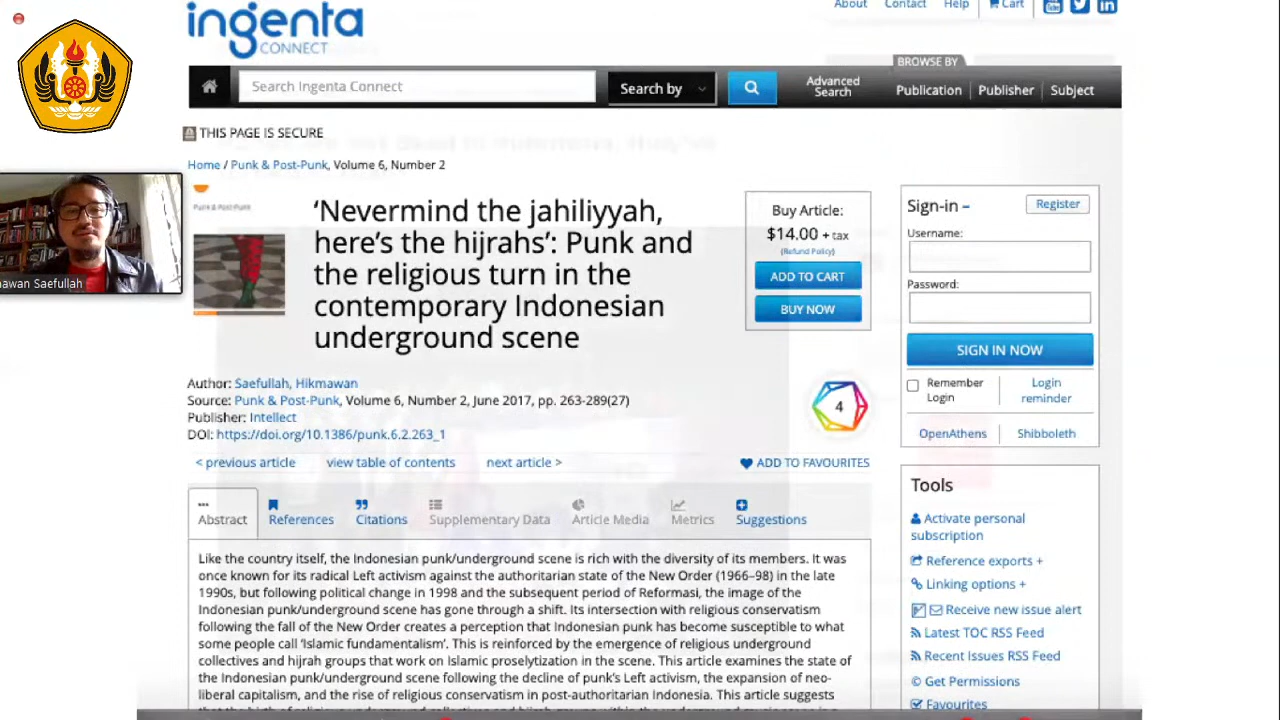 ingenta
CONNECT
About
Contact
Help
Cart
You
Tube
in
BROWSE BY
Search Ingenta Connect
Search by
Advanced
Search
Publication
Publisher
Subject
THIS PAGE IS SECURE
Home / Punk & Post-Punk, Volume 6, Number 2
Punk & Post-Punk
‘Nevermind the jahiliyyah,
here’s the hijrahs’: Punk and
the religious turn in the
contemporary Indonesian
underground scene
Buy Article:
$14.00 + tax
(Refund Policy)
ADD TO CART
BUY NOW
Sign-in –
Register
Username:
Password:
SIGN IN NOW
Remember
Login
Login
reminder
OpenAthens
Shibboleth
awan Saefullah
Author: Saefullah, Hikmawan
Source: Punk & Post-Punk, Volume 6, Number 2, June 2017, pp. 263-289(27)
Publisher: Intellect
DOI: https://doi.org/10.1386/punk.6.2.263_1
4
< previous article
view table of contents
next article >
ADD TO FAVOURITES
Abstract
References
Citations
Supplementary Data
Article Media
Metrics
Suggestions
Like the country itself, the Indonesian punk/underground scene is rich with the diversity of its members. It was
once known for its radical Left activism against the authoritarian state of the New Order (1966–98) in the late
1990s, but following political change in 1998 and the subsequent period of Reformasi, the image of the
Indonesian punk/underground scene has gone through a shift. Its intersection with religious conservatism
following the fall of the New Order creates a perception that Indonesian punk has become susceptible to what
some people call ‘Islamic fundamentalism’. This is reinforced by the emergence of religious underground
collectives and hijrah groups that work on Islamic proselytization in the scene. This article examines the state of
the Indonesian punk/underground scene following the decline of punk’s Left activism, the expansion of neo-
liberal capitalism, and the rise of religious conservatism in post-authoritarian Indonesia. This article suggests
Tools
Activate personal
subscription
Reference exports +
Linking options +
Receive new issue alert
Latest TOC RSS Feed
Recent Issues RSS Feed
© Get Permissions
Favourites